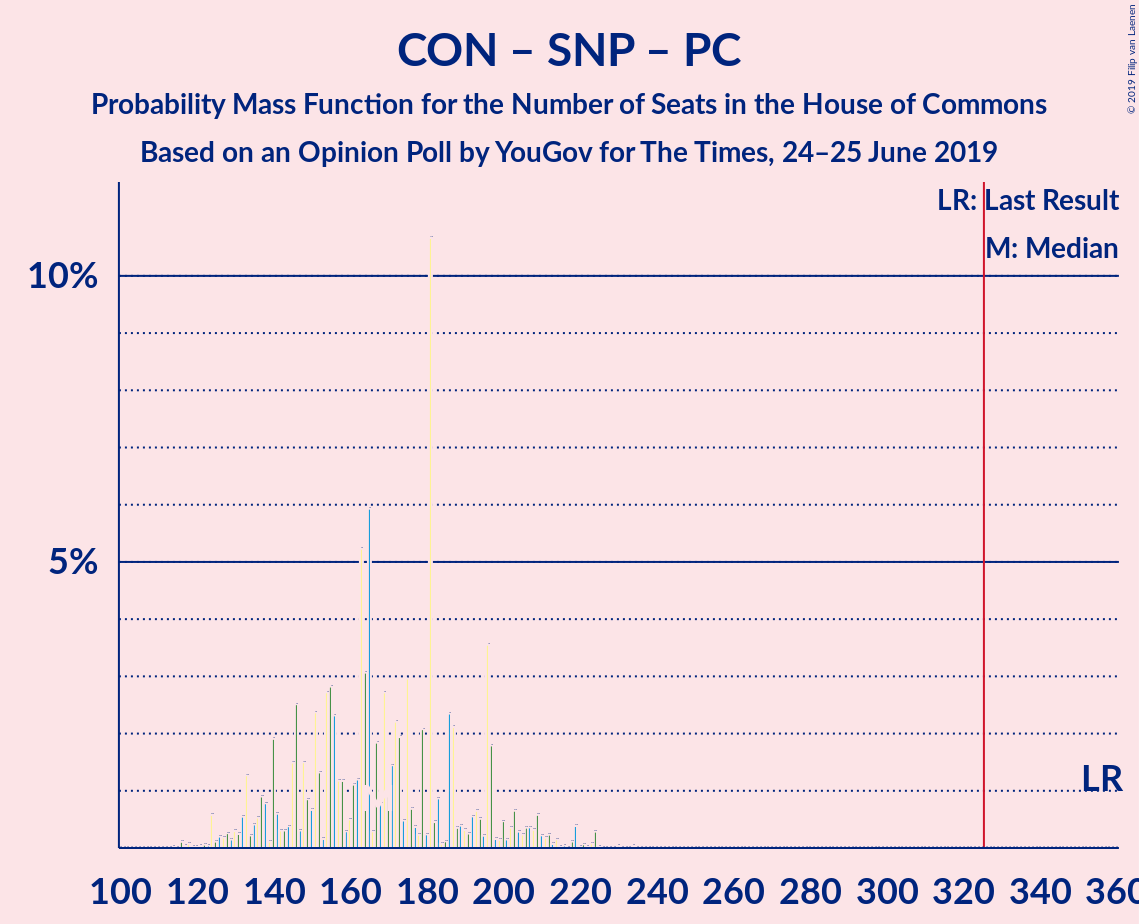 CON – SNP – PC
Probability Mass Function for the Number of Seats in the House of Commons
Based on an Opinion Poll by YouGov for The Times, 24–25 June 2019
© 2019 Filip van Laenen
LR: Last Result
M: Median
10%
5%
LR
100 120 140 160 180 200 220 240 260 280 300 320 340 360